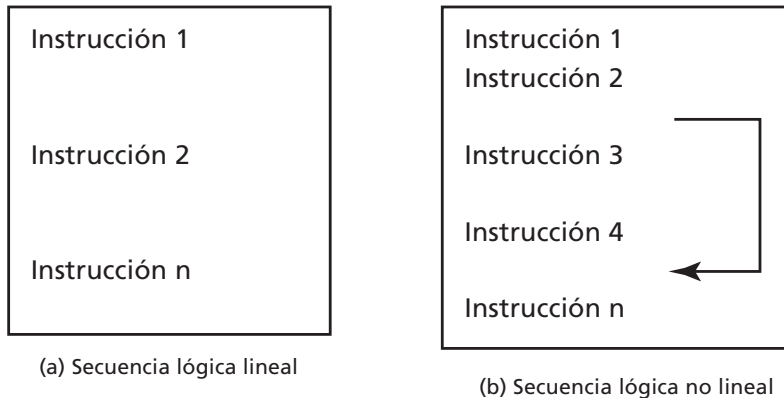 Instrucción 1
Instrucción 2
Instrucción n
(a) Secuencia lógica lineal
Instrucción 1
Instrucción 2
Instrucción 3
Instrucción 4
Instrucción n
(b) Secuencia lógica no lineal